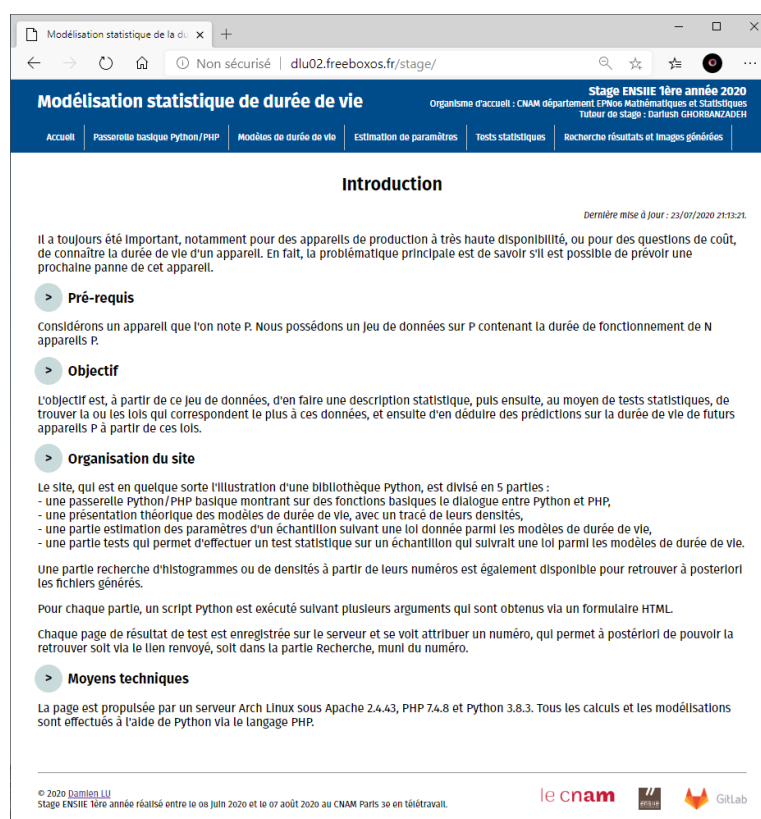 Modélisation statistique de la du
Non sécurisé | dlu02.freeboxos.fr/stage/
Modélisation statistique de durée de vie
Stage ENSIIE 1ère année 2020
Organisme d'accueil : CNAM département EPN06 Mathématiques et Statistiques
Tuteur de stage : Dariush GHORBANZADEH
Accueil
Passerelle basique Python/PHP
Modèles de durée de vie
Estimation de paramètres
Tests statistiques
Recherche résultats et images générées
Introduction
Dernière mise à jour : 23/07/2020 21:13:21.
Il a toujours été important, notamment pour des appareils de production à très haute disponibilité, ou pour des questions de coût,
de connaître la durée de vie d'un appareil. En fait, la problématique principale est de savoir s'il est possible de prévoir une
prochaine panne de cet appareil.
> Pré-requis
Considérons un appareil que l'on note P. Nous possédons un jeu de données sur P contenant la durée de fonctionnement de N
appareils P.
> Objectif
L'objectif est, à partir de ce jeu de données, d'en faire une description statistique, puis ensuite, au moyen de tests statistiques, de
trouver la ou les lois qui correspondent le plus à ces données, et ensuite d'en déduire des prédictions sur la durée de vie de futurs
appareils P à partir de ces lois.
> Organisation du site
Le site, qui est en quelque sorte l'illustration d'une bibliothèque Python, est divisé en 5 parties :
- une passerelle Python/PHP basique montrant sur des fonctions basiques le dialogue entre Python et PHP,
- une présentation théorique des modèles de durée de vie, avec un tracé de leurs densités,
- une partie estimation des paramètres d'un échantillon suivant une loi donnée parmi les modèles de durée de vie,
- une partie tests qui permet d'effectuer un test statistique sur un échantillon qui suivrait une loi parmi les modèles de durée de vie.
Une partie recherche d'histogrammes ou de densités à partir de leurs numéros est également disponible pour retrouver à posteriori
les fichiers générés.
Pour chaque partie, un script Python est exécuté suivant plusieurs arguments qui sont obtenus via un formulaire HTML.
Chaque page de résultat de test est enregistrée sur le serveur et se voit attribuer un numéro, qui permet à postériori de pouvoir la
retrouver soit via le lien renvoyé, soit dans la partie Recherche, muni du numéro.
> Moyens techniques
La page est propulsée par un serveur Arch Linux sous Apache 2.4.43, PHP 7.4.8 et Python 3.8.3. Tous les calculs et les modélisations
sont effectués à l'aide de Python via le langage PHP.
© 2020 Damien LU
Stage ENSIIE 1ère année réalisé entre le 08 juin 2020 et le 07 août 2020 au CNAM Paris 3e en télétravail.
le cnam
ensiie
GitLab